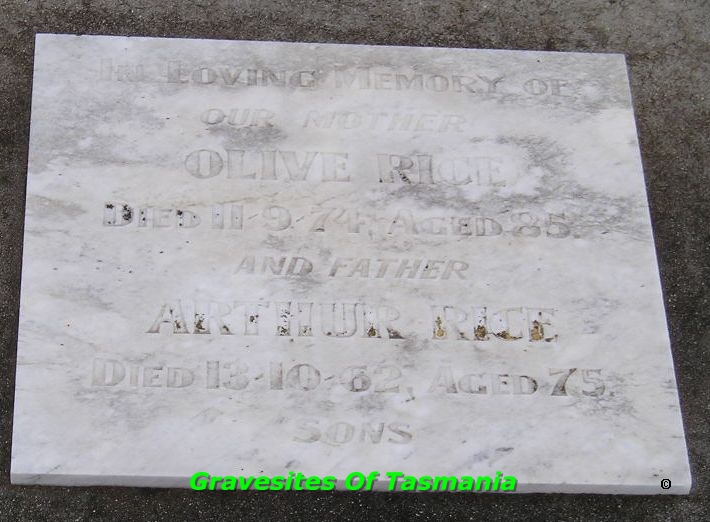 IN LOVING MEMORY OF
OUR MOTHER
OLIVE RICE
DIED 11-9-74, AGED 85.
AND FATHER
ARTHUR RICE
DIED 13-10-62, AGED 75.
SONS
Gravesites Of Tasmania ©